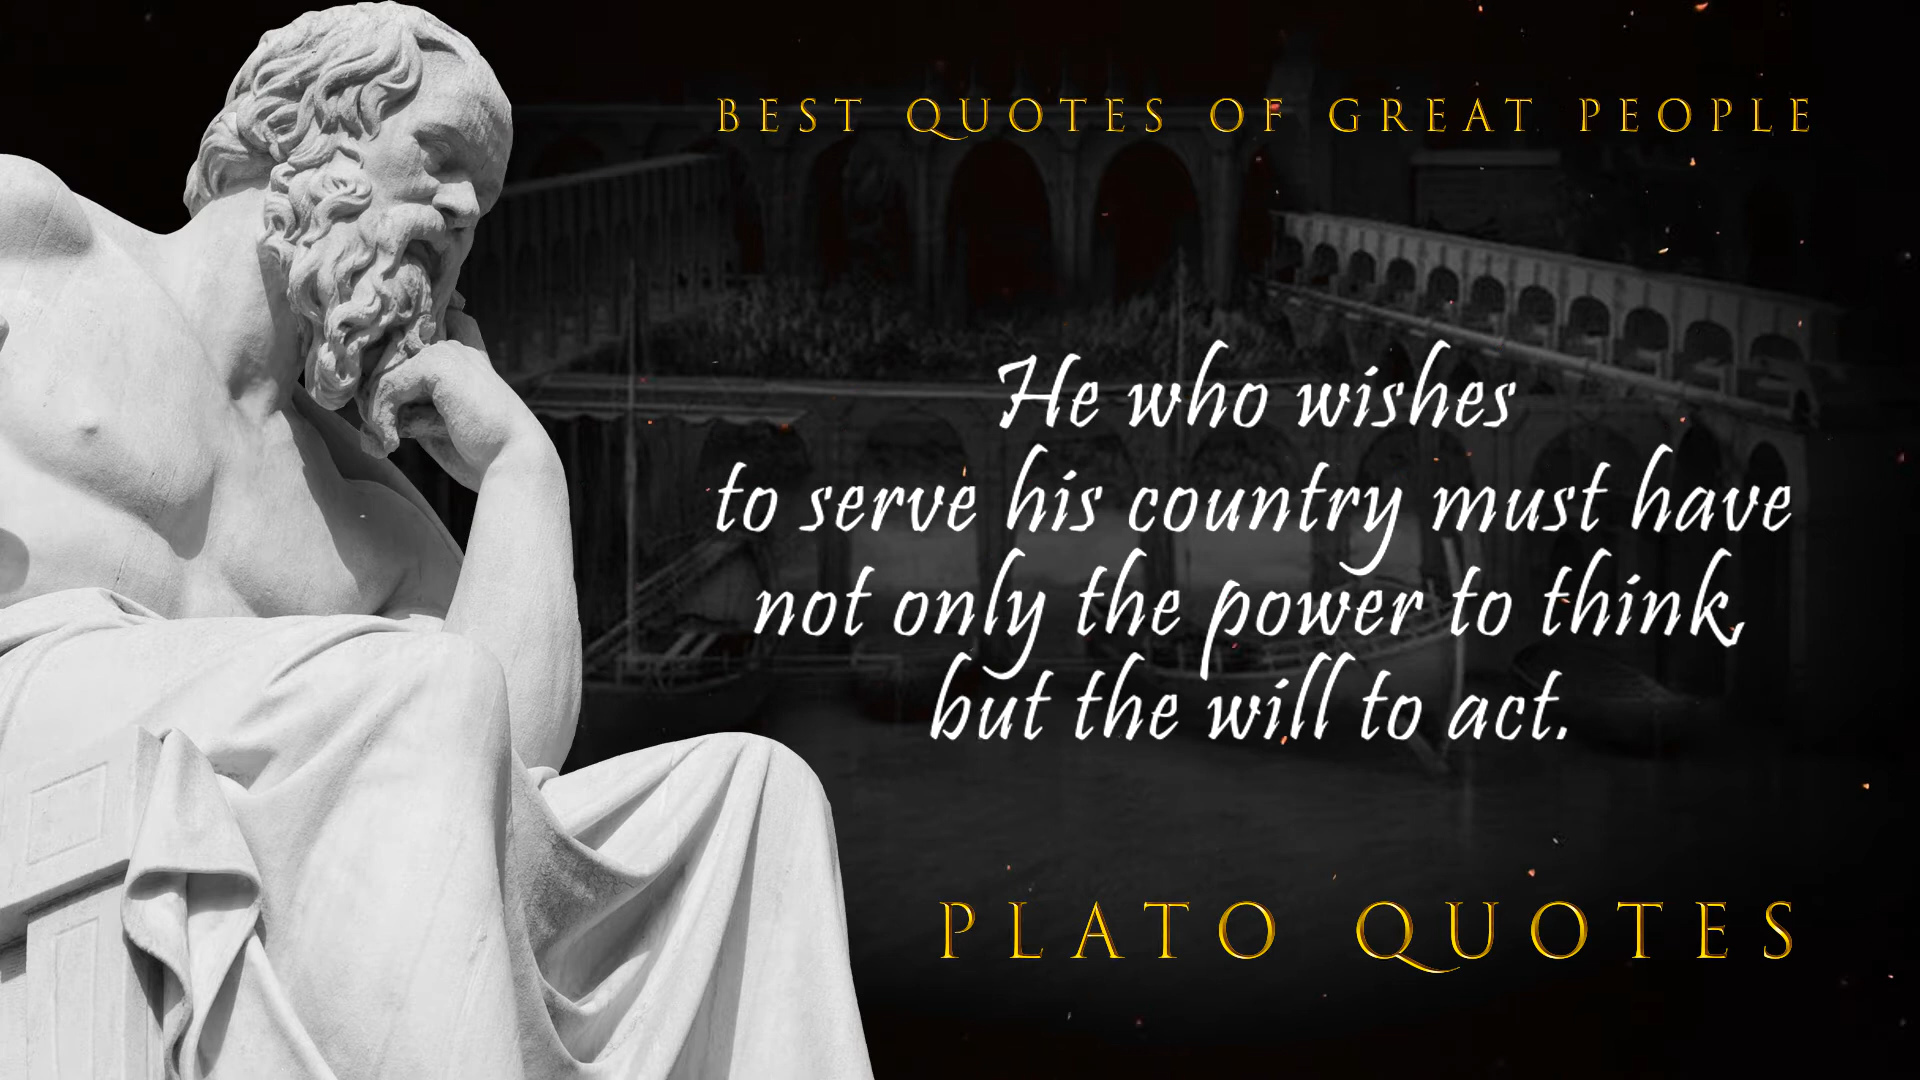 BEST QUOTES OF GREAT PEOPLE
He who wishes
to serve his country must have
not only the power to think,
but the will to act.
PLATO QUOTES